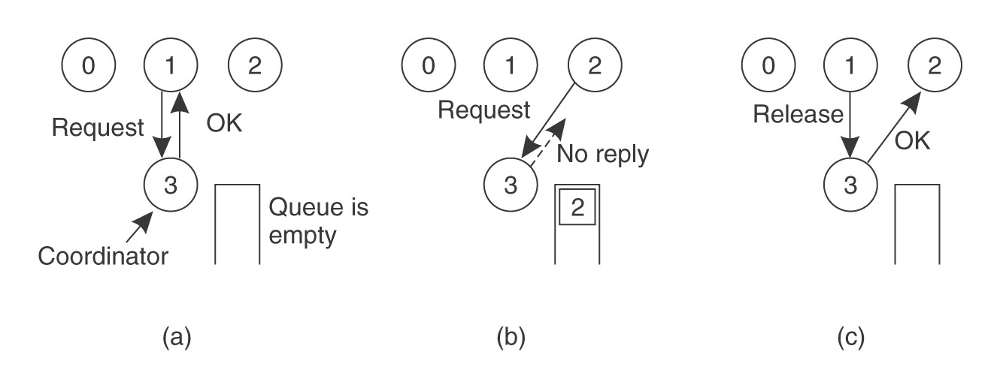 0 1 2
Request OK
3
Queue is
empty
Coordinator
(a)
0 1 2
Request
No reply
3
2
(b)
0 1 2
Release
OK
3
(c)